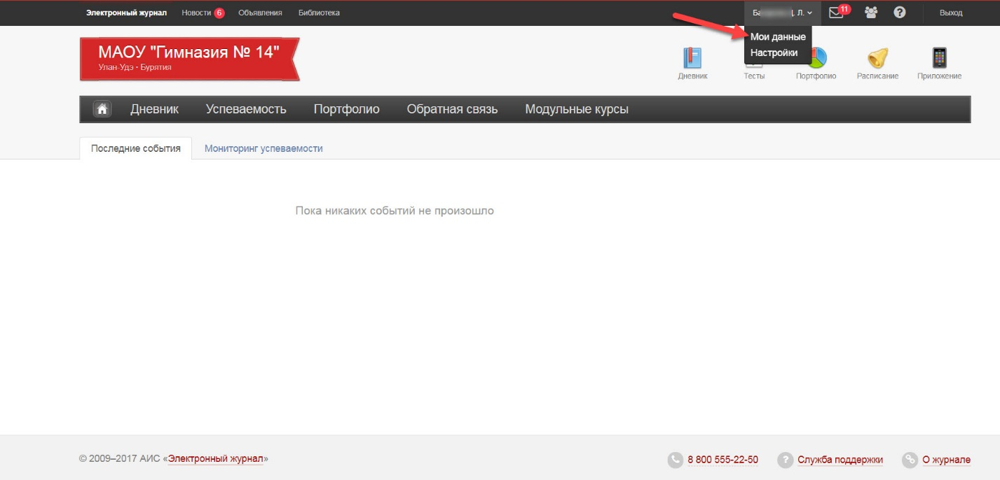 Электронный журнал Новости 6 Объявления Библиотека Д. Л. 11 Выход
Мои данные
Настройки
МАОУ "Гимназия № 14"
Улан-Удэ - Бурятия
Дневник Тесты Портфолио Расписание Приложение
Дневник Успеваемость Портфолио Обратная связь Модульные курсы
Последние события Мониторинг успеваемости
Пока никаких событий не произошло
© 2009–2017 АИС «Электронный журнал» 8 800 555-22-50 ? Служба поддержки О журнале